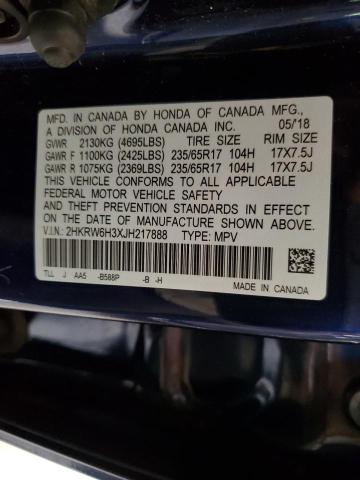 MFD. IN CANADA BY HONDA OF CANADA MFG.,
A DIVISION OF HONDA CANADA INC. 05/'18
GVWR 2130KG (4695LBS) TIRE SIZE RIM SIZE
GAWR F 1100KG (2425LBS) 235/65R17 104H 17X7.5J
GAWR R 1075KG (2369LBS) 235/65R17 104H 17X7.5J
THIS VEHICLE CONFORMS TO ALL APPLICABLE
FEDERAL MOTOR VEHICLE SAFETY
AND THEFT PREVENTION STANDARDS IN EFFECT
ON THE DATE OF MANUFACTURE SHOWN ABOVE.
V.I.N.: 2HKRW6H3XJH217888 TYPE: MPV
TLL J AA5 -B588P -B -H